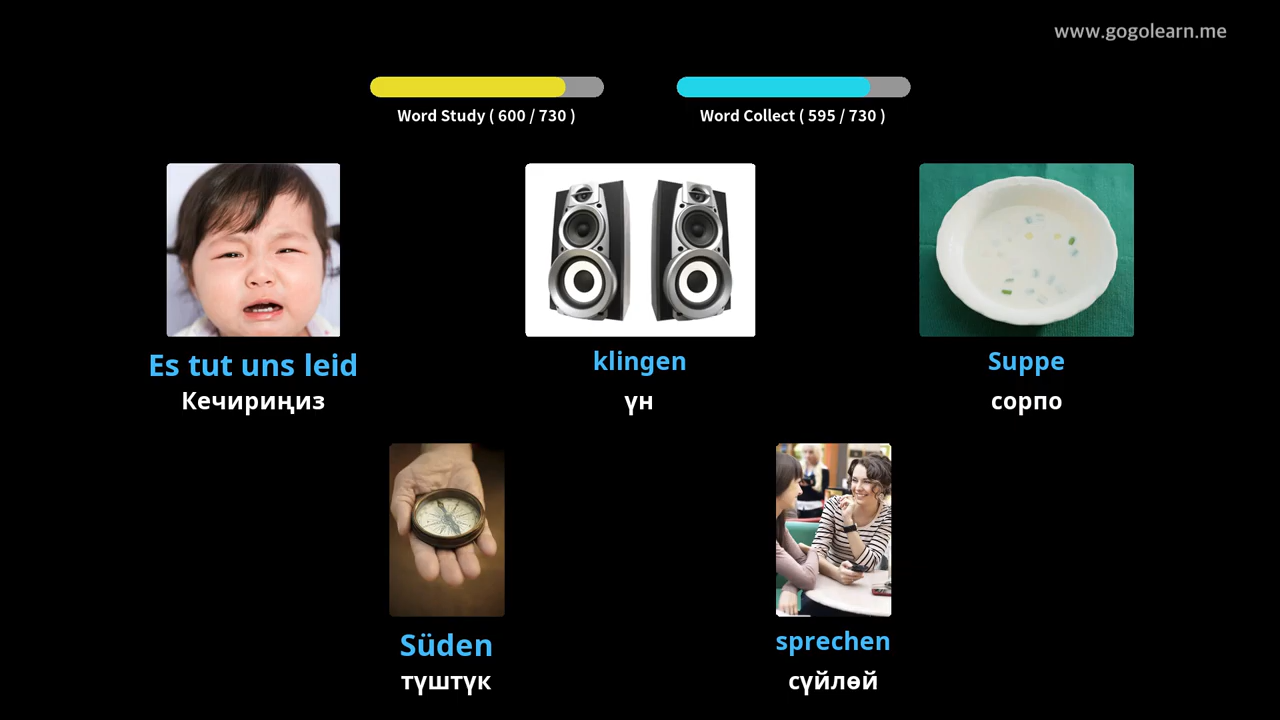 www.gogolearn.me
Word Study ( 600 / 730 )
Word Collect ( 595 / 730 )
Es tut uns leid
Кечириңиз
klingen
үн
Suppe
сорпо
Süden
түштүк
sprechen
сүйлөй